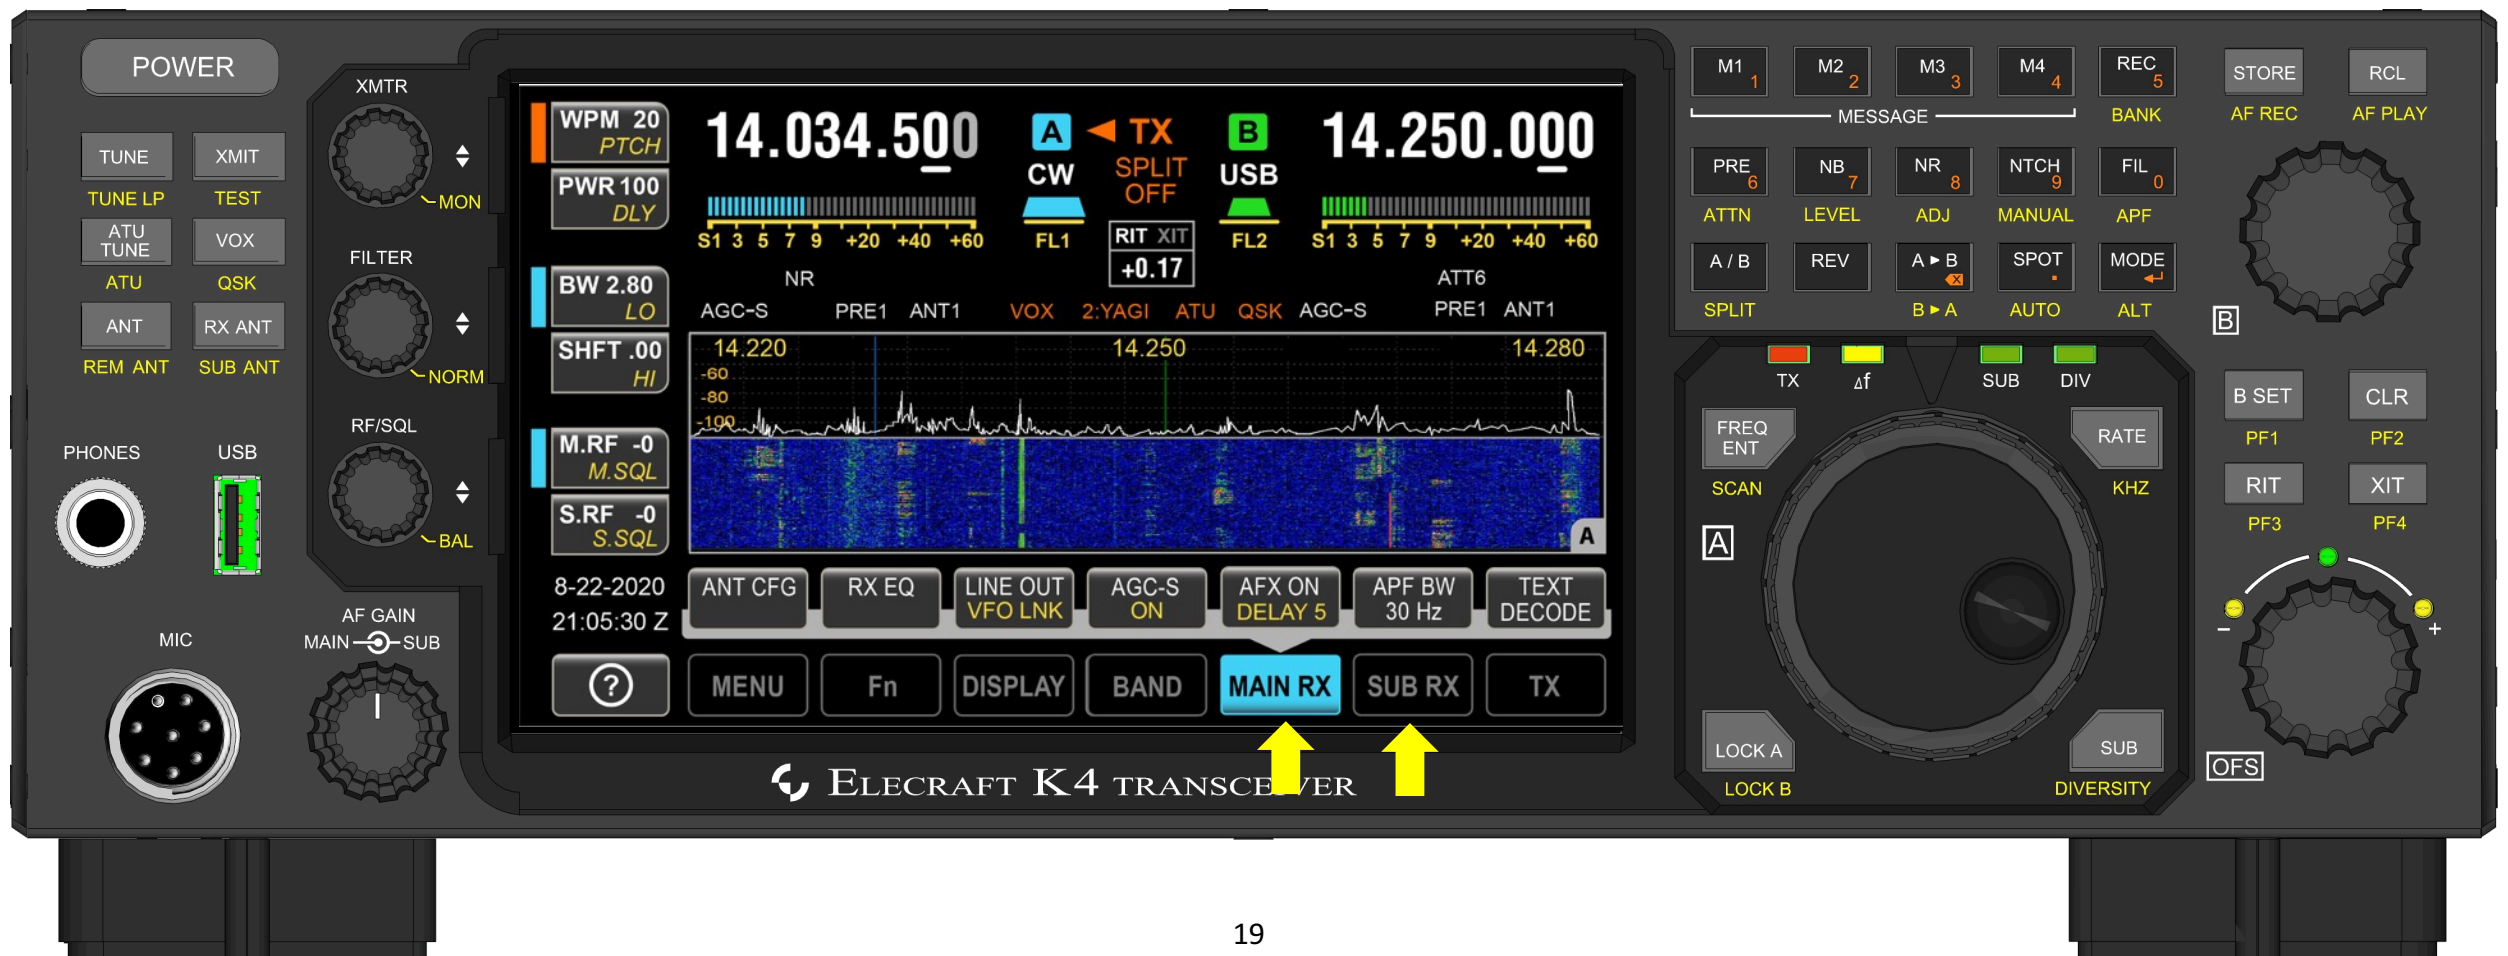 POWER
TUNE
XMIT
TUNE LP
TEST
ATU
TUNE
VOX
ATU
QSK
ANT
RX ANT
REM ANT
SUB ANT
PHONES
USB
MIC
XMTR
MON
FILTER
NORM
RF/SQL
BAL
AF GAIN
MAIN
SUB
WPM 20
PTCH
PWR 100
DLY
BW 2.80
LO
SHFT .00
HI
M.RF -0
M.SQL
S.RF -0
S.SQL
8-22-2020
21:05:30 Z
?
14.034.500
A
TX
B
14.250.000
CW
SPLIT
OFF
USB
S1 3 5 7 9 +20 +40 +60
FL1
RIT XIT
+0.17
FL2
S1 3 5 7 9 +20 +40 +60
NR
ATT6
AGC-S
PRE1
ANT1
VOX
2:YAGI
ATU
QSK
AGC-S
PRE1
ANT1
14.220
14.250
14.280
-60
-80
-100
A
ANT CFG
RX EQ
LINE OUT
VFO LNK
AGC-S
ON
AFX ON
DELAY 5
APF BW
30 Hz
TEXT
DECODE
MENU
Fn
DISPLAY
BAND
MAIN RX
SUB RX
TX
ELECRAFT K4 TRANSCEIVER
M1 1
M2 2
M3 3
M4 4
REC 5
MESSAGE
BANK
STORE
RCL
AF REC
AF PLAY
PRE 6
NB 7
NR 8
NTCH 9
FIL 0
ATTN
LEVEL
ADJ
MANUAL
APF
A / B
REV
A ► B
SPOT .
MODE
SPLIT
B ► A
AUTO
ALT
B
TX
Δf
SUB
DIV
FREQ
ENT
RATE
SCAN
KHZ
A
LOCK A
SUB
LOCK B
DIVERSITY
B SET
CLR
PF1
PF2
RIT
XIT
PF3
PF4
−
+
OFS
19